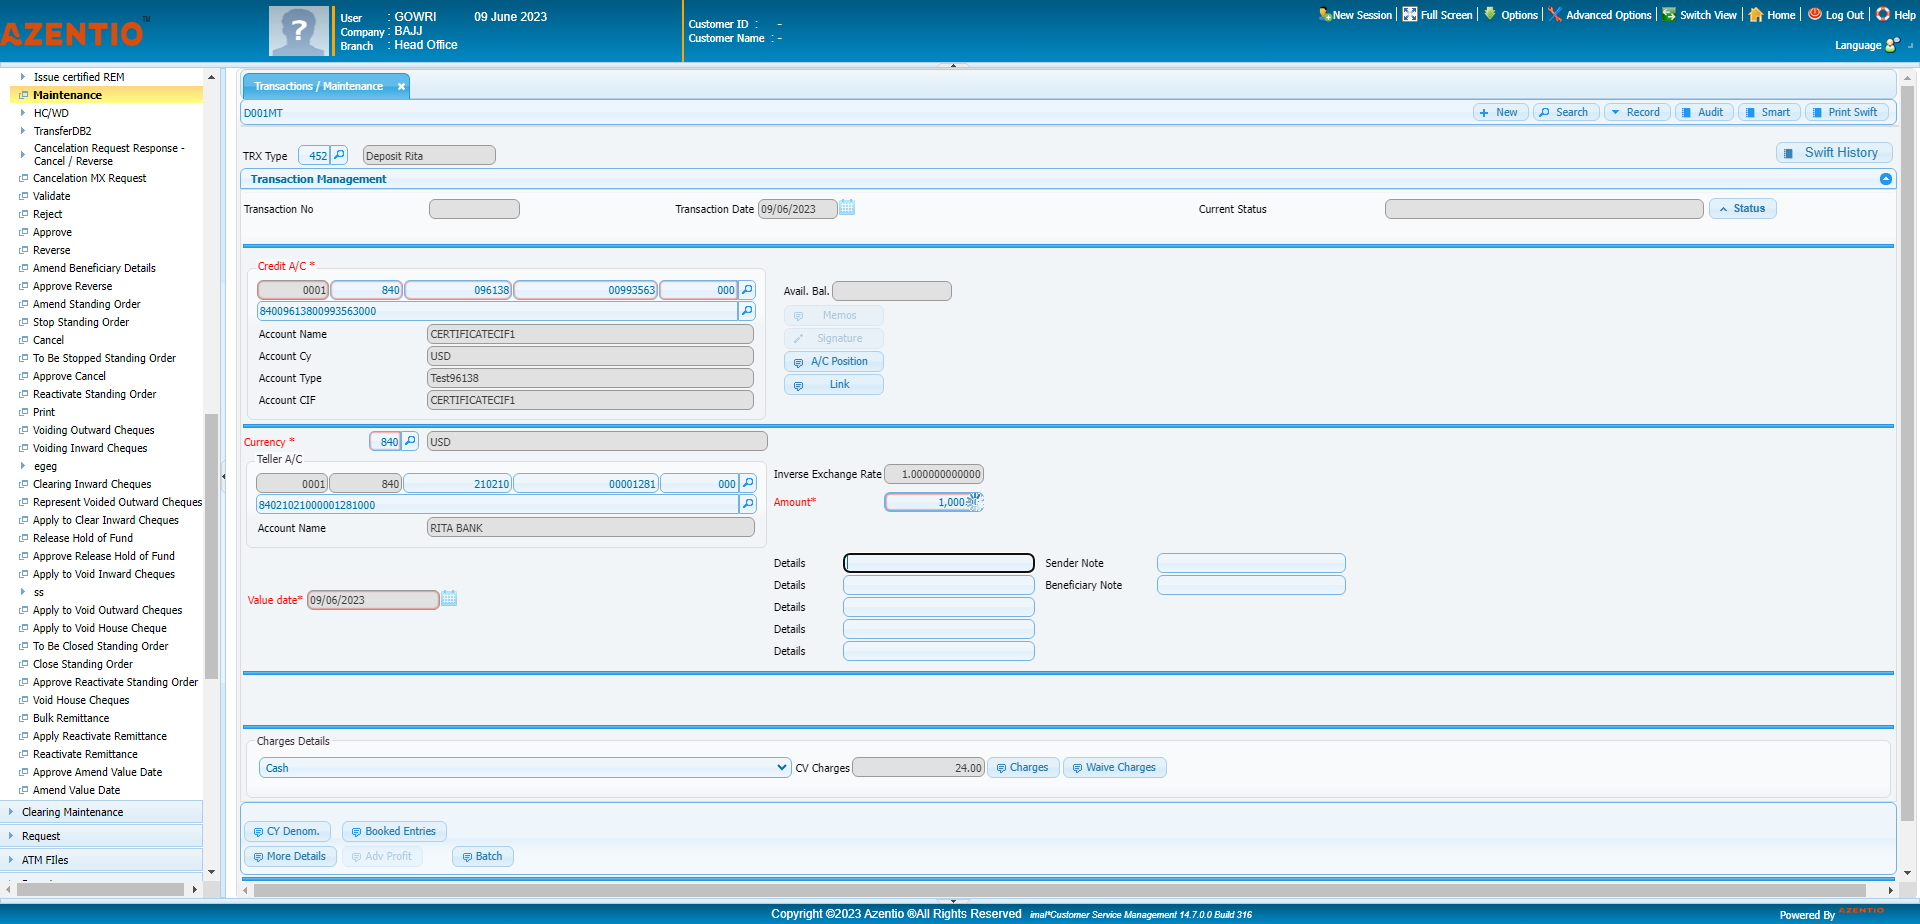 AZENTIO™
User : GOWRI 09 June 2023
Company : BAJJ
Branch : Head Office
Customer ID : -
Customer Name : -
New Session
Full Screen
Options
Advanced Options
Switch View
Home
Log Out
Help
Language
Issue certified REM
Maintenance
HC/WD
TransferDB2
Cancelation Request Response -
Cancel / Reverse
Cancelation MX Request
Validate
Reject
Approve
Reverse
Amend Beneficiary Details
Approve Reverse
Amend Standing Order
Stop Standing Order
Cancel
To Be Stopped Standing Order
Approve Cancel
Reactivate Standing Order
Print
Voiding Outward Cheques
Voiding Inward Cheques
egeg
Clearing Inward Cheques
Represent Voided Outward Cheques
Apply to Clear Inward Cheques
Release Hold of Fund
Approve Release Hold of Fund
Apply to Void Inward Cheques
ss
Apply to Void Outward Cheques
Apply to Void House Cheque
To Be Closed Standing Order
Close Standing Order
Approve Reactivate Standing Order
Void House Cheques
Bulk Remittance
Apply Reactivate Remittance
Reactivate Remittance
Approve Amend Value Date
Amend Value Date
Clearing Maintenance
Request
ATM FIles
Transactions / Maintenance
D001MT
New
Search
Record
Audit
Smart
Print Swift
TRX Type 452 Deposit Rita
Swift History
Transaction Management
Transaction No
Transaction Date 09/06/2023
Current Status
Status
Credit A/C *
0001 840 096138 00993563 000
84009613800993563000
Account Name CERTIFICATECIF1
Account Cy USD
Account Type Test96138
Account CIF CERTIFICATECIF1
Avail. Bal.
Memos
Signature
A/C Position
Link
Currency * 840 USD
Teller A/C
0001 840 210210 00001281 000
84021021000001281000
Account Name RITA BANK
Inverse Exchange Rate 1.000000000000
Amount* 1,000
Value date* 09/06/2023
Details
Details
Details
Details
Details
Sender Note
Beneficiary Note
Charges Details
Cash
CV Charges 24.00
Charges
Waive Charges
CY Denom.
Booked Entries
More Details
Adv Profit
Batch
Copyright ©2023 Azentio ®All Rights Reserved imal*Customer Service Management 14.7.0.0 Build 316
Powered By AZENTIO